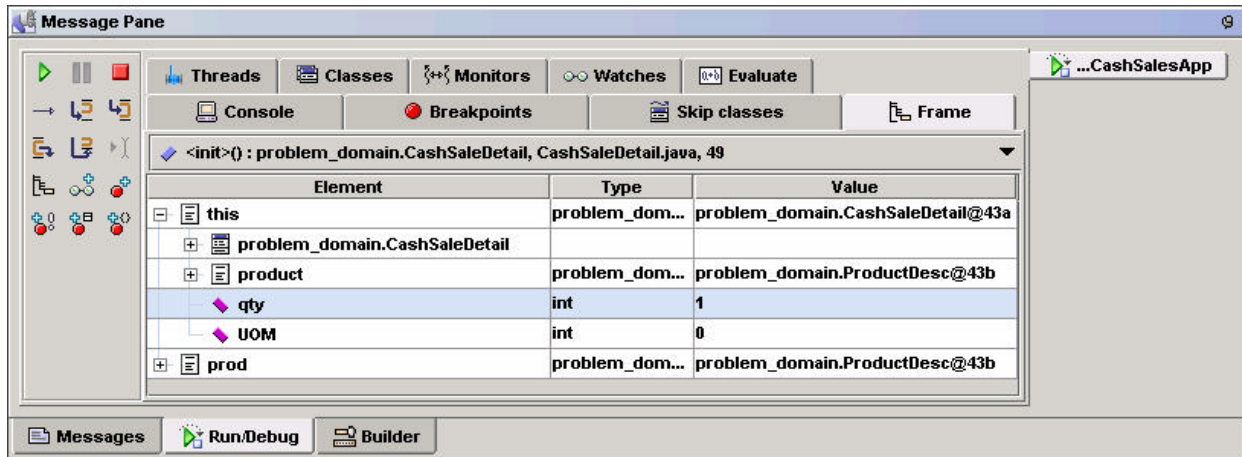 Message Pane
Threads Classes Monitors Watches Evaluate
...CashSalesApp
Console Breakpoints Skip classes Frame
<init>() : problem_domain.CashSaleDetail, CashSaleDetail.java, 49
Element Type Value
this problem_dom... problem_domain.CashSaleDetail@43a
problem_domain.CashSaleDetail
product problem_dom... problem_domain.ProductDesc@43b
qty int 1
UOM int 0
prod problem_dom... problem_domain.ProductDesc@43b
Messages Run/Debug Builder